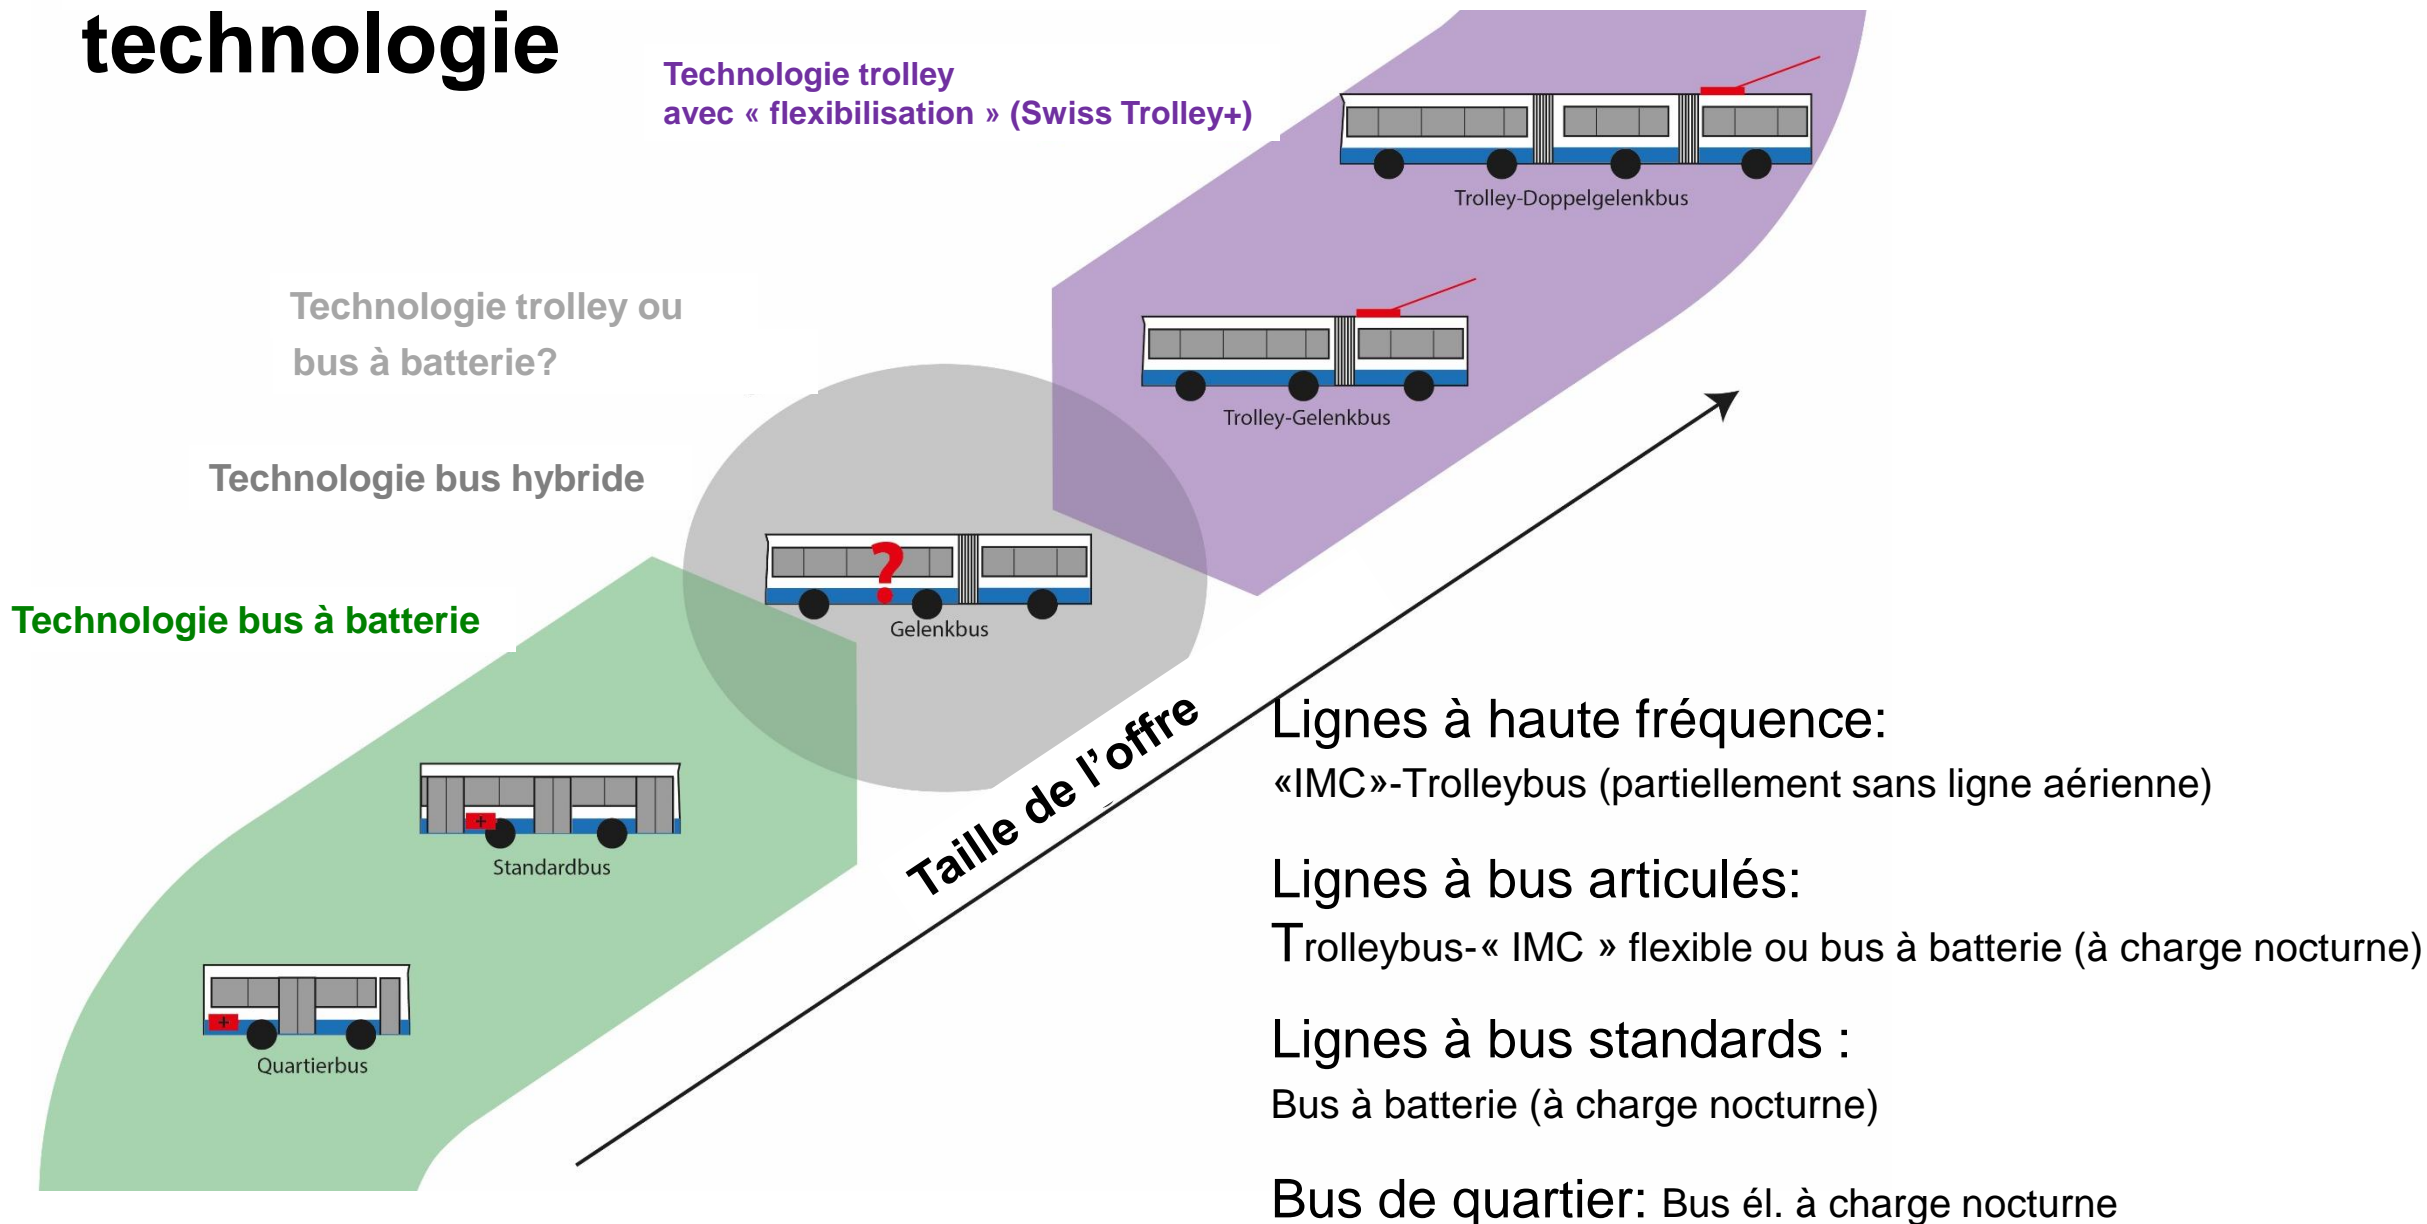 technologie
Technologie trolley
avec « flexibilisation » (Swiss Trolley+)
Trolley-Doppelgelenkbus
Technologie trolley ou
bus à batterie?
Trolley-Gelenkbus
Technologie bus hybride
?
Gelenkbus
Technologie bus à batterie
Taille de l’offre
+
Standardbus
+
Quartierbus
Lignes à haute fréquence:
«IMC»-Trolleybus (partiellement sans ligne aérienne)
Lignes à bus articulés:
Trolleybus-« IMC » flexible ou bus à batterie (à charge nocturne)
Lignes à bus standards :
Bus à batterie (à charge nocturne)
Bus de quartier: Bus él. à charge nocturne